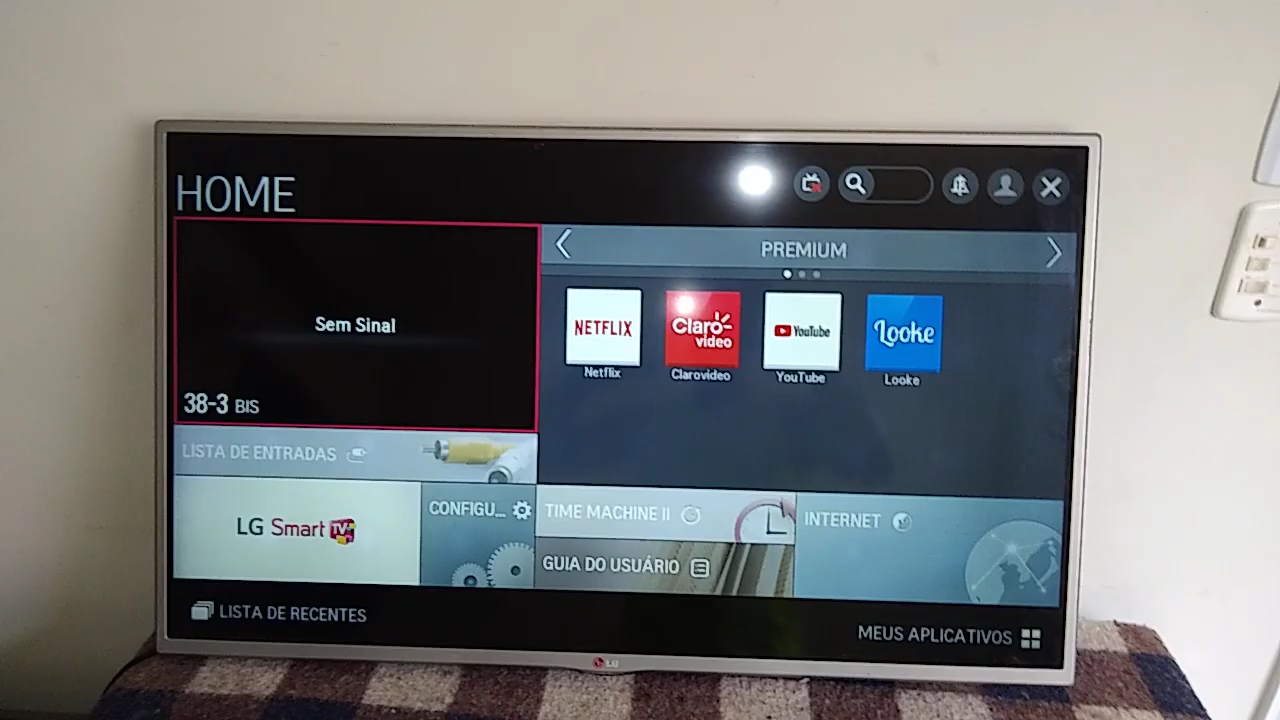 HOME
Sem Sinal
38-3 BIS
PREMIUM
NETFLIX
Netflix
Claro
video
Clarovideo
YouTube
YouTube
Looke
Looke
LISTA DE ENTRADAS
LG Smart TV
CONFIGU...
TIME MACHINE II
GUIA DO USUÁRIO
INTERNET
LISTA DE RECENTES
MEUS APLICATIVOS
LG